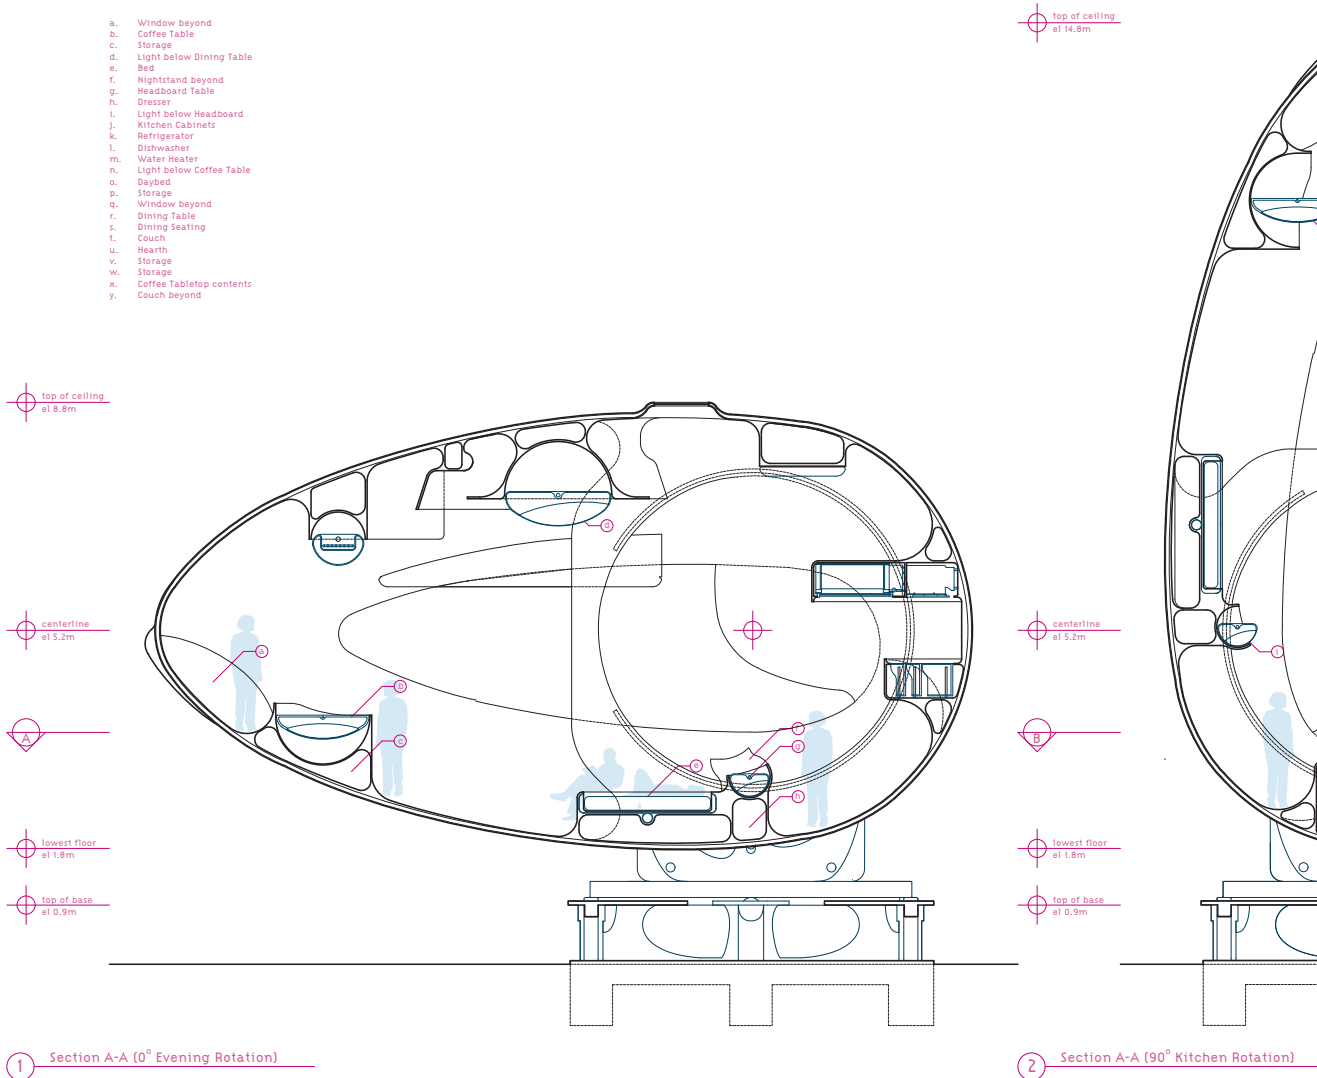 a. Window beyond
b. Coffee Table
c. Storage
d. Light below Dining Table
e. Bed
f. Nightstand beyond
g. Headboard Table
h. Dresser
i. Light below Headboard
j. Kitchen Cabinets
k. Refrigerator
l. Dishwasher
m. Water Heater
n. Light below Coffee Table
o. Daybed
p. Storage
q. Window beyond
r. Dining Table
s. Dining Seating
t. Couch
u. Hearth
v. Storage
w. Storage
x. Coffee Tabletop contents
y. Couch beyond
top of ceiling
el 8.8m
centerline
el 5.2m
A
lowest floor
el 1.8m
top of base
el 0.9m
a
b
c
d
e
f
g
h
1 Section A-A (0° Evening Rotation)
top of ceiling
el 14.8m
centerline
el 5.2m
i
B
lowest floor
el 1.8m
top of base
el 0.9m
2 Section A-A (90° Kitchen Rotation)